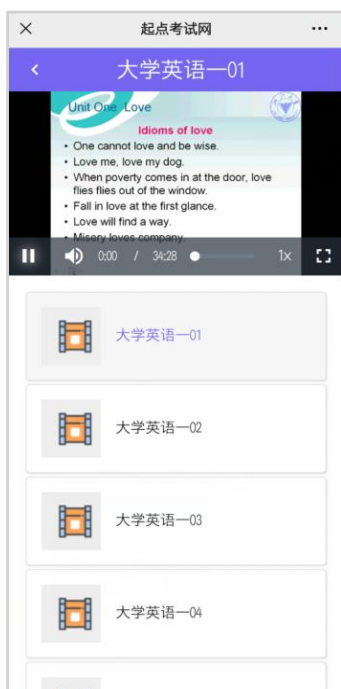 起点考试网
大学英语一01
Unit One Love
Idioms of love
• One cannot love and be wise.
• Love me, love my dog.
• When poverty comes in at the door, love
flies flies out of the window.
• Fall in love at the first glance.
• Love will find a way.
• Misery loves company.
0:00 / 34:28 1x
大学英语一01
大学英语一02
大学英语一03
大学英语一04